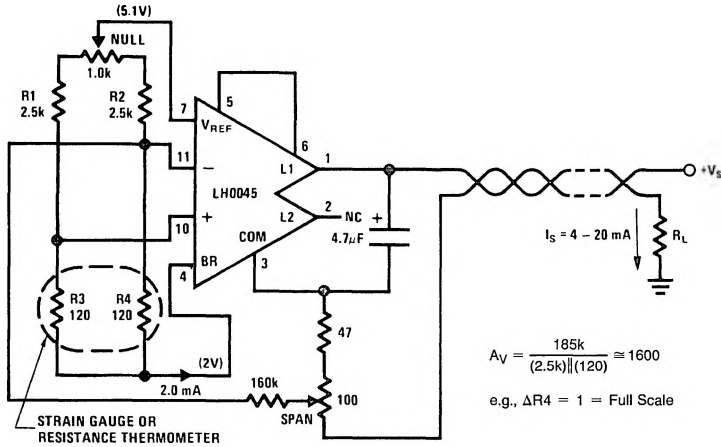 (5.1V)
NULL
1.0k
R1
2.5k
R2
2.5k
7
VREF
5
6
11
−
L1
1
LH0045
10
+
L2
2
NC
+
4.7μF
COM
3
BR
4
R3
120
R4
120
(2V)
2.0 mA
47
160k
SPAN
100
STRAIN GAUGE OR
RESISTANCE THERMOMETER
+VS
IS = 4 – 20 mA
RL
AV = 185k / (2.5k)||(120) ≅ 1600
e.g., ΔR4 = 1 = Full Scale